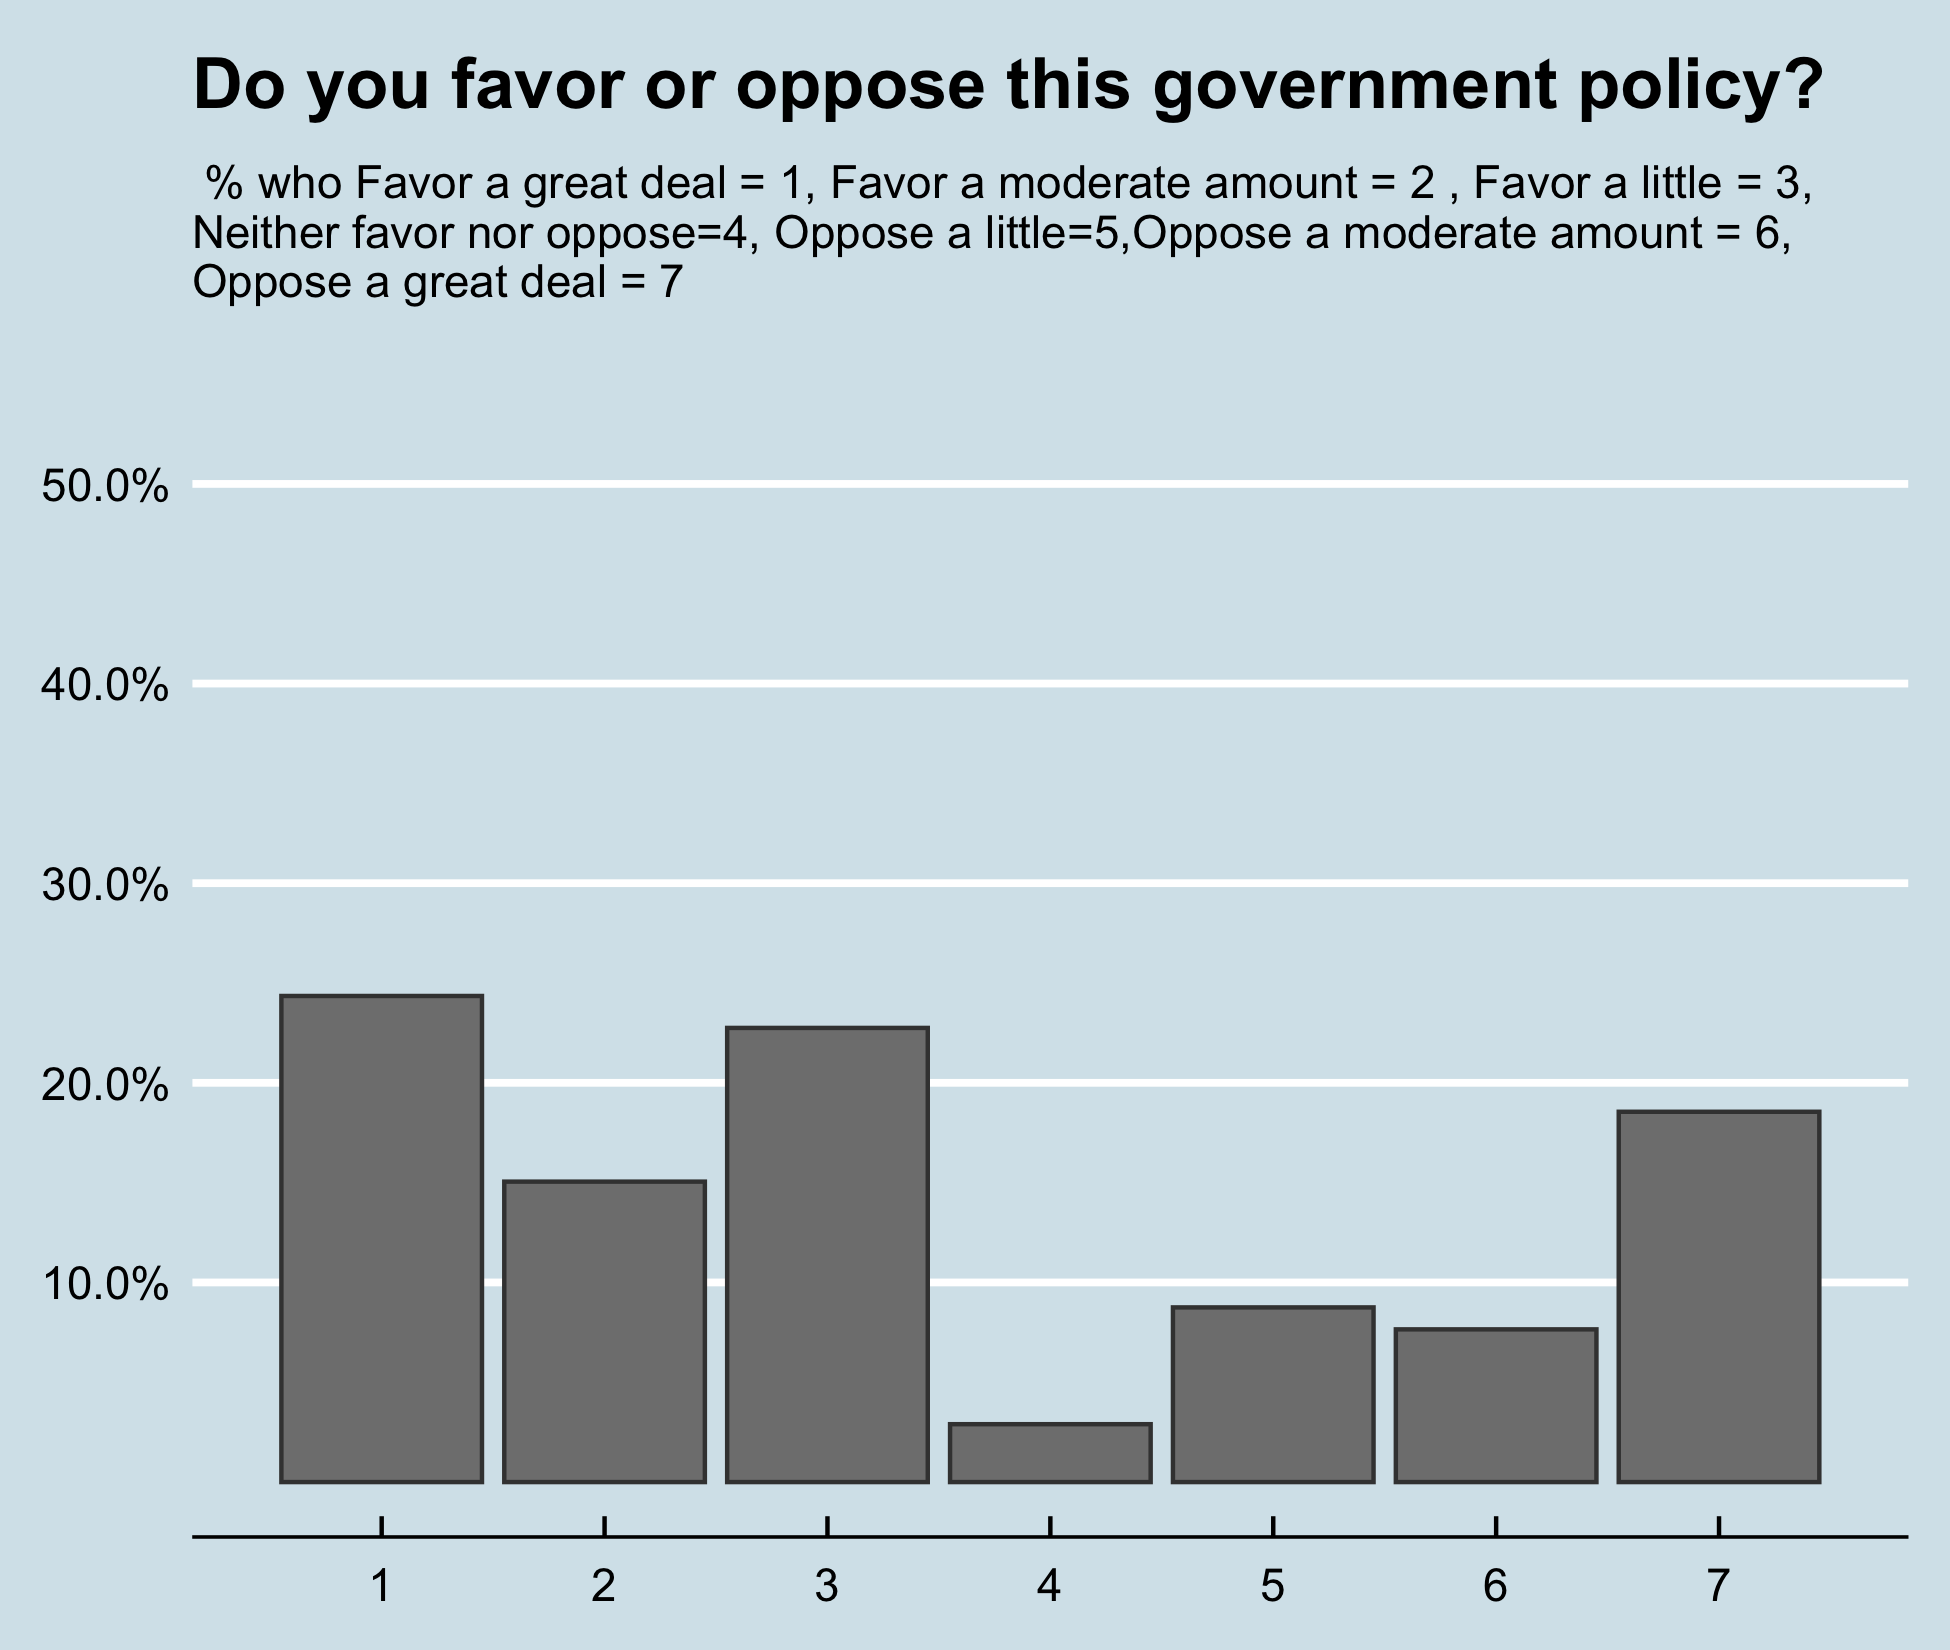 Do you favor or oppose this government policy?
% who Favor a great deal = 1, Favor a moderate amount = 2 , Favor a little = 3,
Neither favor nor oppose=4, Oppose a little=5,Oppose a moderate amount = 6,
Oppose a great deal = 7
50.0%
40.0%
30.0%
20.0%
10.0%
1 2 3 4 5 6 7